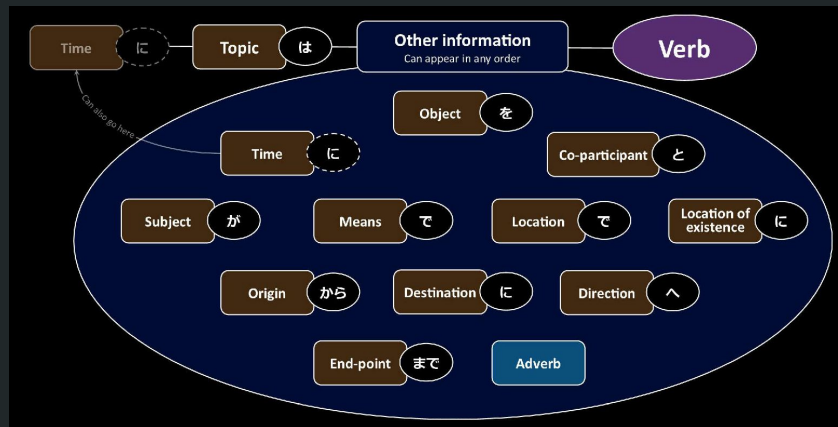 Time に Topic は Other information Verb
Can appear in any order
Can also go here
Object を
Time に Co-participant と
Subject が Means で Location で Location of
existence に
Origin から Destination に Direction へ
End-point まで Adverb